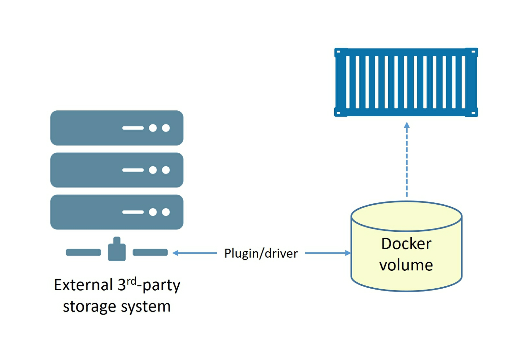 Plugin/driver
Docker
volume
External 3rd-party
storage system